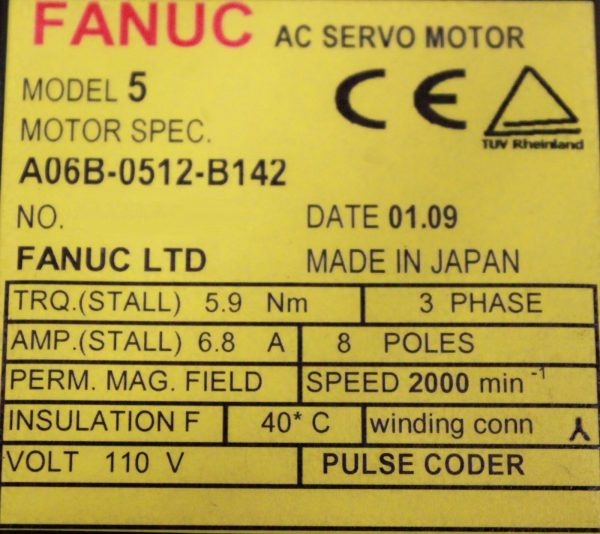 FANUC AC SERVO MOTOR
MODEL 5
MOTOR SPEC.
CE
TUV Rheinland
A06B-0512-B142
NO. DATE 01.09
FANUC LTD MADE IN JAPAN
TRQ.(STALL) 5.9 Nm 3 PHASE
AMP.(STALL) 6.8 A 8 POLES
PERM. MAG. FIELD SPEED 2000 min⁻¹
INSULATION F 40* C winding conn
VOLT 110 V PULSE CODER